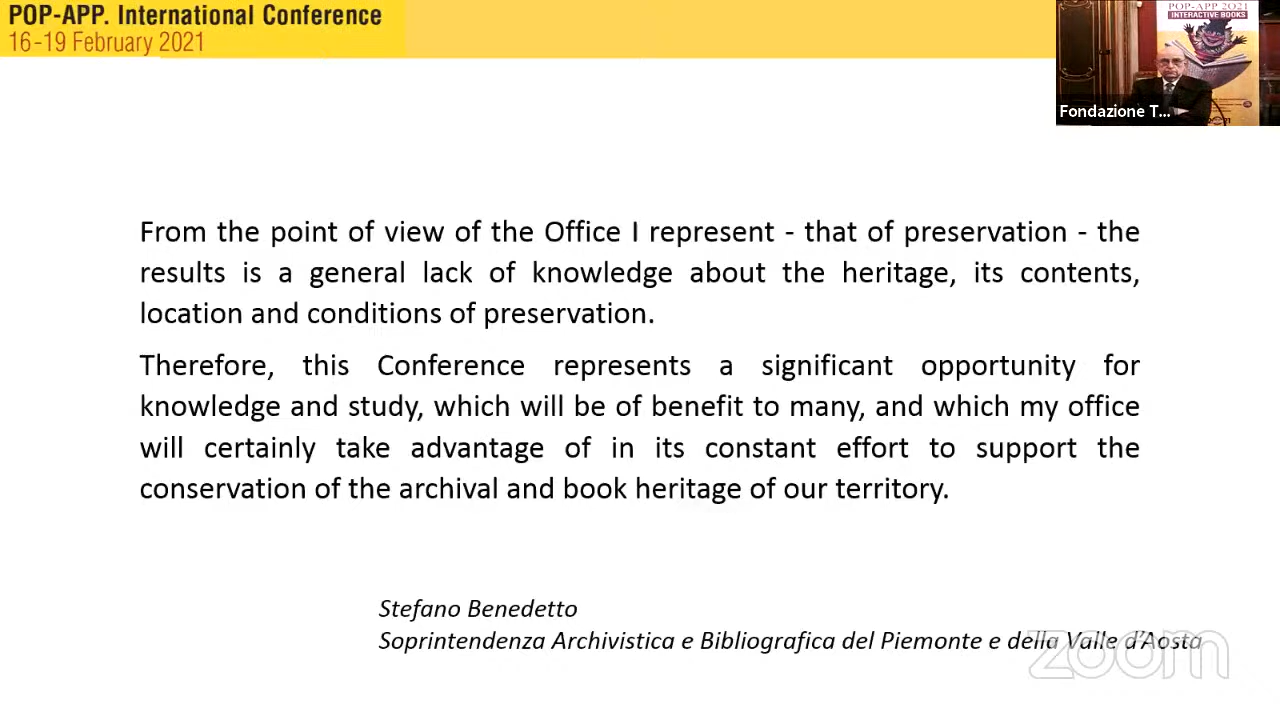 POP-APP. International Conference
16-19 February 2021
POP-APP 2021
INTERACTIVE BOOKS
Fondazione T...
From the point of view of the Office I represent - that of preservation - the
results is a general lack of knowledge about the heritage, its contents,
location and conditions of preservation.
Therefore, this Conference represents a significant opportunity for
knowledge and study, which will be of benefit to many, and which my office
will certainly take advantage of in its constant effort to support the
conservation of the archival and book heritage of our territory.
Stefano Benedetto
Soprintendenza Archivistica e Bibliografica del Piemonte e della Valle d'Aosta
zoom